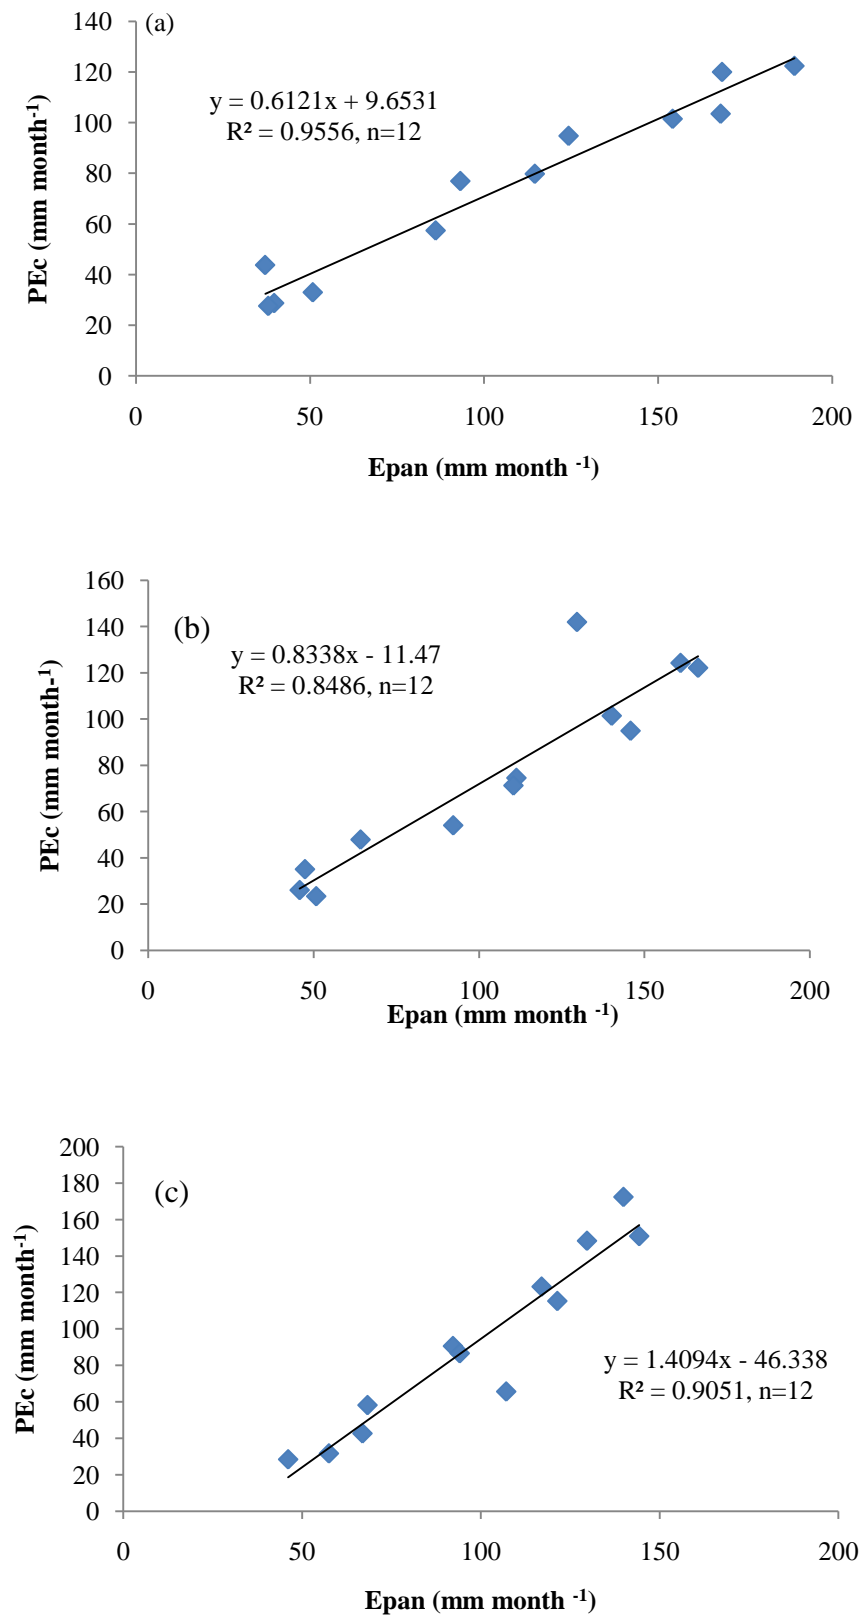 (a)
y = 0.6121x + 9.6531
R² = 0.9556, n=12
PEc (mm month⁻¹)
140
120
100
80
60
40
20
0
0 50 100 150 200
Epan (mm month ⁻¹)
(b)
y = 0.8338x - 11.47
R² = 0.8486, n=12
PEc (mm month-¹)
160
140
120
100
80
60
40
20
0
0 50 100 150 200
Epan (mm month ⁻¹)
(c)
y = 1.4094x - 46.338
R² = 0.9051, n=12
PEc (mm month⁻¹)
200
180
160
140
120
100
80
60
40
20
0
0 50 100 150 200
Epan (mm month ⁻¹)